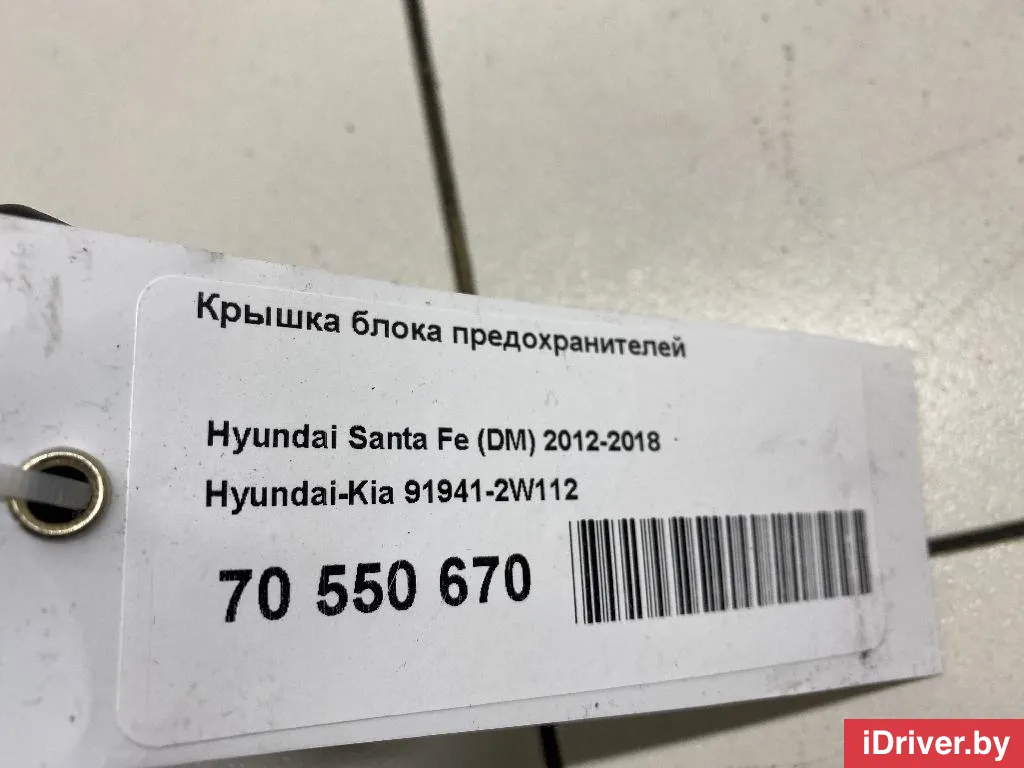 Крышка блока предохранителей
Hyundai Santa Fe (DM) 2012-2018
Hyundai-Kia 91941-2W112
70 550 670
iDriver.by